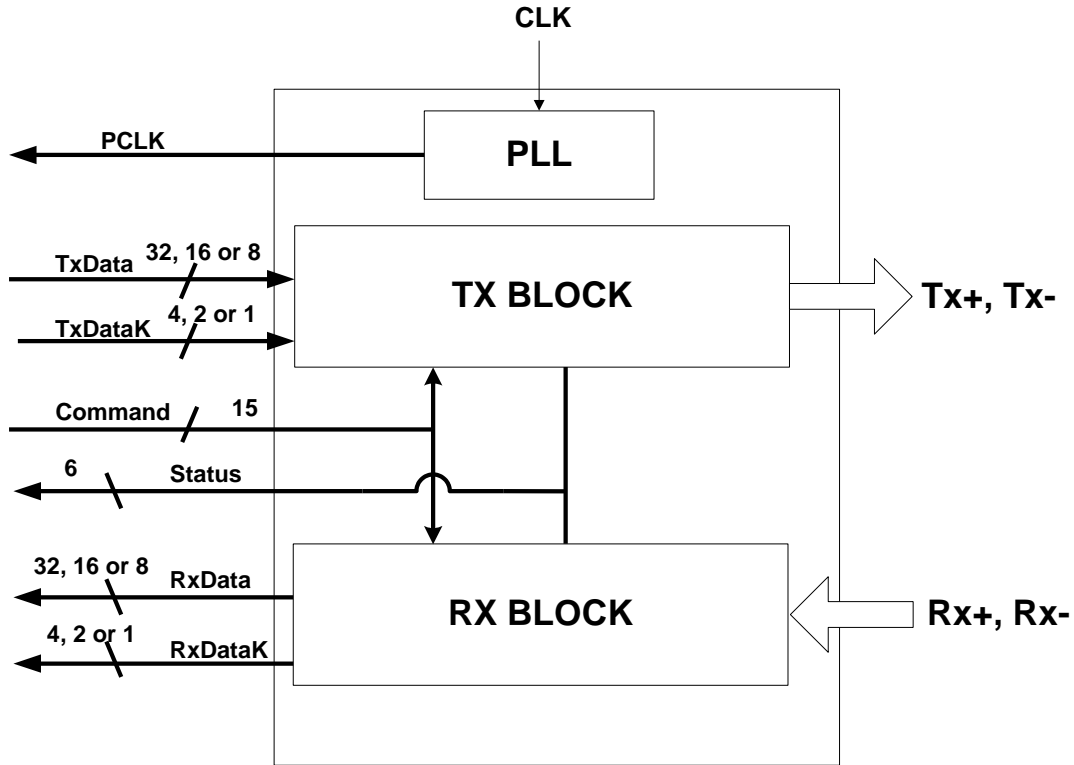 CLK
PCLK
PLL
32, 16 or 8
TxData
TX BLOCK
Tx+, Tx-
4, 2 or 1
TxDataK
Command
15
6
Status
32, 16 or 8
RxData
RX BLOCK
Rx+, Rx-
4, 2 or 1
RxDataK